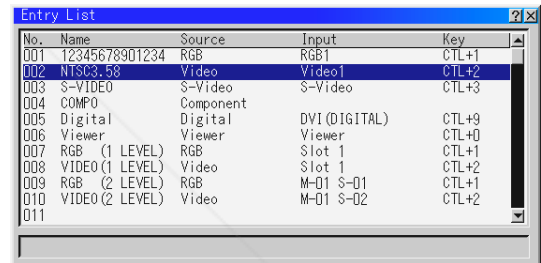 Entry List
No. Name Source Input Key
001 12345678901234 RGB RGB1 CTL+1
002 NTSC3.58 Video Video1 CTL+2
003 S-VIDEO S-Video S-Video CTL+3
004 COMPO Component
005 Digital Digital DVI(DIGITAL) CTL+9
006 Viewer Viewer Viewer CTL+0
007 RGB (1 LEVEL) RGB Slot 1 CTL+1
008 VIDEO(1 LEVEL) Video Slot 1 CTL+2
009 RGB (2 LEVEL) RGB M-01 S-01 CTL+1
010 VIDEO(2 LEVEL) Video M-01 S-02 CTL+2
011